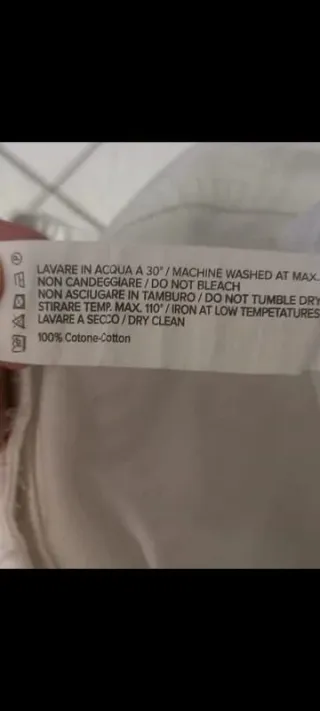 LAVARE IN ACQUA A 30° / MACHINE WASHED AT MAX.
NON CANDEGGIARE / DO NOT BLEACH
NON ASCIUGARE IN TAMBURO / DO NOT TUMBLE DRY
STIRARE TEMP. MAX. 110° / IRON AT LOW TEMPETATURES
LAVARE A SECCO / DRY CLEAN
100% Cotone-Cotton